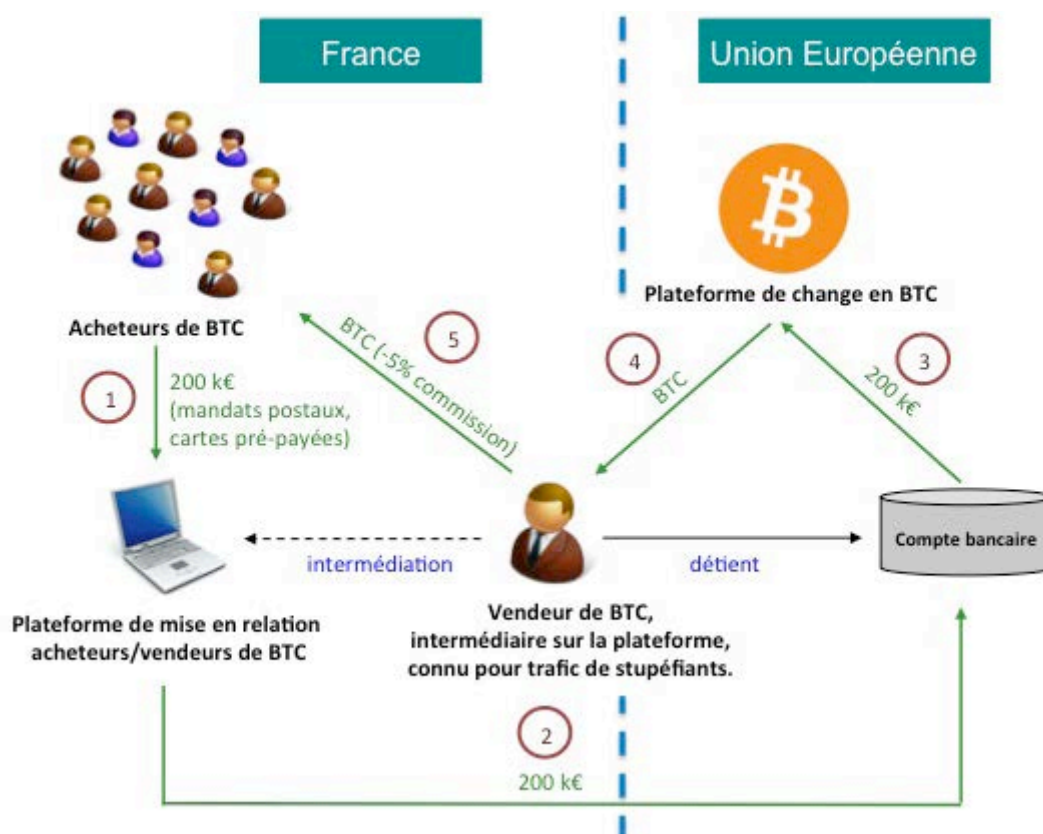 France
Union Européenne
Plateforme de change en BTC
Acheteurs de BTC
1
200 k€
(mandats postaux,
cartes pré-payées)
5
BTC (-5% commission)
4
BTC
3
200 k€
intermédiation
détient
Compte bancaire
Plateforme de mise en relation
acheteurs/vendeurs de BTC
Vendeur de BTC,
intermédiaire sur la plateforme,
connu pour trafic de stupéfiants.
2
200 k€